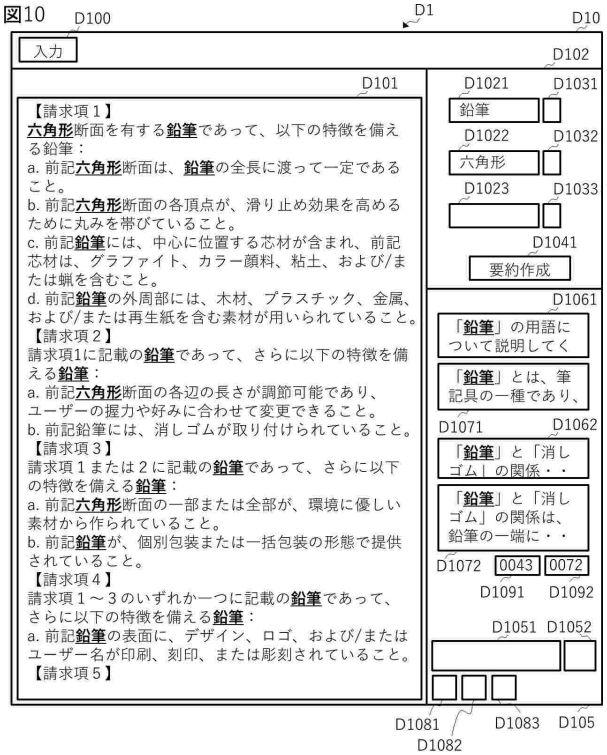 図10
D100
D1
D10
入力
D102
D101
【請求項１】
六角形断面を有する鉛筆であって、以下の特徴を備え
る鉛筆：
a. 前記六角形断面は、鉛筆の全長に渡って一定である
こと。
b. 前記六角形断面の各頂点が、滑り止め効果を高める
ために丸みを帯びていること。
c. 前記鉛筆には、中心に位置する芯材が含まれ、前記
芯材は、グラファイト、カラー顔料、粘土、および/ま
たは蝋を含むこと。
d. 前記鉛筆の外周部には、木材、プラスチック、金属、
および/または再生紙を含む素材が用いられていること。
【請求項２】
請求項1に記載の鉛筆であって、さらに以下の特徴を備
える鉛筆：
a. 前記六角形断面の各辺の長さが調節可能であり、
ユーザーの握力や好みに合わせて変更できること。
b. 前記鉛筆には、消しゴムが取り付けられていること。
【請求項３】
請求項１または２に記載の鉛筆であって、さらに以下
の特徴を備える鉛筆：
a. 前記六角形断面の一部または全部が、環境に優しい
素材から作られていること。
b. 前記鉛筆が、個別包装または一括包装の形態で提供
されていること。
【請求項４】
請求項１～３のいずれか一つに記載の鉛筆であって、
さらに以下の特徴を備える鉛筆：
a. 前記鉛筆の表面に、デザイン、ロゴ、および/または
ユーザー名が印刷、刻印、または彫刻されていること。
【請求項５】
D1021
D1031
鉛筆
D1022
D1032
六角形
D1023
D1033
D1041
要約作成
D1061
「鉛筆」の用語に
ついて説明してく
「鉛筆」とは、筆
記具の一種であり、
D1071
D1062
「鉛筆」と「消し
ゴム」の関係・・
「鉛筆」と「消し
ゴム」の関係は、
鉛筆の一端に・・
D1072
0043
0072
D1091
D1092
D1051
D1052
D1081
D1082
D1083
D105